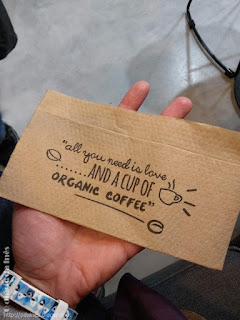 "all you need is love
.......AND A CUP OF
ORGANIC COFFEE"